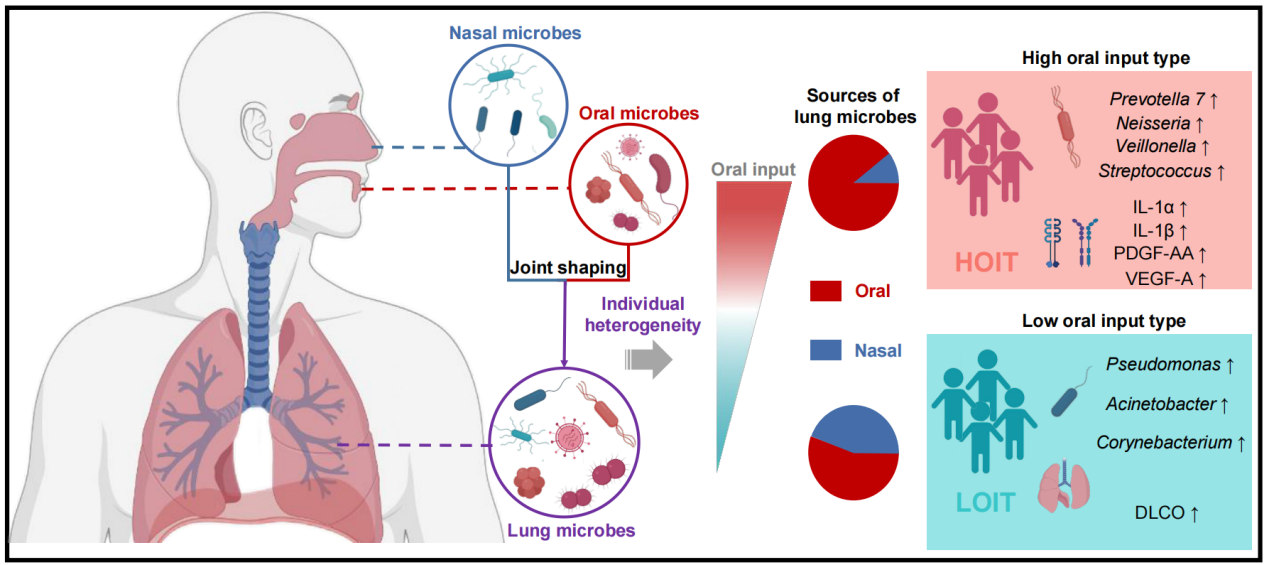 Nasal microbes
Oral microbes
Joint shaping
Lung microbes
Individual
heterogeneity
Oral input
Sources of
lung microbes
Oral
Nasal
High oral input type
Prevotella 7 ↑
Neisseria ↑
Veillonella ↑
Streptococcus ↑
IL-1α ↑
IL-1β ↑
PDGF-AA ↑
VEGF-A ↑
HOIT
Low oral input type
Pseudomonas ↑
Acinetobacter ↑
Corynebacterium ↑
LOIT
DLCO ↑